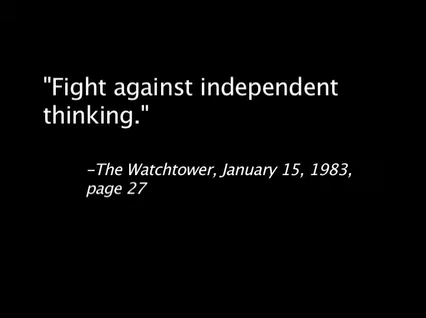 "Fight against independent
thinking."
–The Watchtower, January 15, 1983,
page 27